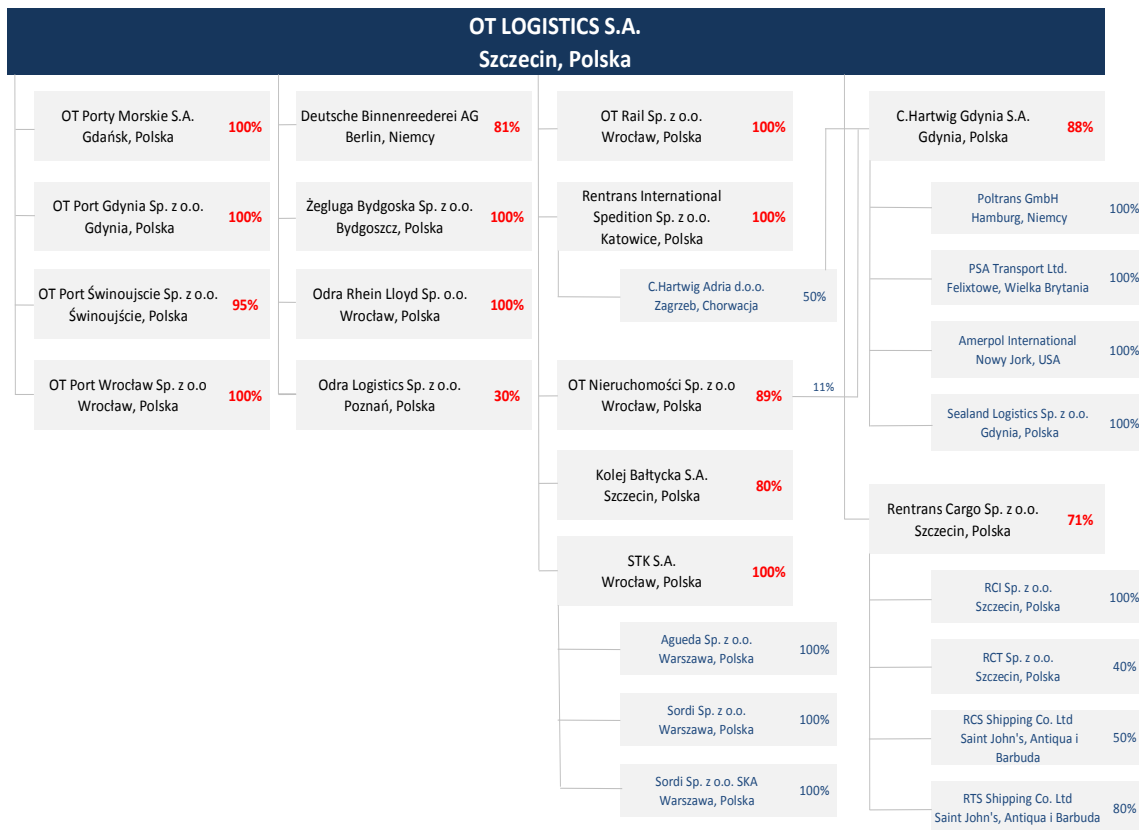 OT LOGISTICS S.A.
Szczecin, Polska
OT Porty Morskie S.A.
Gdańsk, Polska
100%
OT Port Gdynia Sp. z o.o.
Gdynia, Polska
100%
OT Port Świnoujscie Sp. z o.o.
Świnoujście, Polska
95%
OT Port Wrocław Sp. z o.o
Wrocław, Polska
100%
Deutsche Binnenreederei AG
Berlin, Niemcy
81%
Żegluga Bydgoska Sp. z o.o.
Bydgoszcz, Polska
100%
Odra Rhein Lloyd Sp. o.o.
Wrocław, Polska
100%
Odra Logistics Sp. z o.o.
Poznań, Polska
30%
OT Rail Sp. z o.o.
Wrocław, Polska
100%
Rentrans International
Spedition Sp. z o.o.
Katowice, Polska
100%
C.Hartwig Adria d.o.o.
Zagrzeb, Chorwacja
50%
OT Nieruchomości Sp. z o.o
Wrocław, Polska
89%
11%
Kolej Bałtycka S.A.
Szczecin, Polska
80%
STK S.A.
Wrocław, Polska
100%
Agueda Sp. z o.o.
Warszawa, Polska
100%
Sordi Sp. z o.o.
Warszawa, Polska
100%
Sordi Sp. z o.o. SKA
Warszawa, Polska
100%
C.Hartwig Gdynia S.A.
Gdynia, Polska
88%
Poltrans GmbH
Hamburg, Niemcy
100%
PSA Transport Ltd.
Felixtowe, Wielka Brytania
100%
Amerpol International
Nowy Jork, USA
100%
Sealand Logistics Sp. z o.o.
Gdynia, Polska
100%
Rentrans Cargo Sp. z o.o.
Szczecin, Polska
71%
RCI Sp. z o.o.
Szczecin, Polska
100%
RCT Sp. z o.o.
Szczecin, Polska
40%
RCS Shipping Co. Ltd
Saint John's, Antiqua i
Barbuda
50%
RTS Shipping Co. Ltd
Saint John's, Antiqua i Barbuda
80%